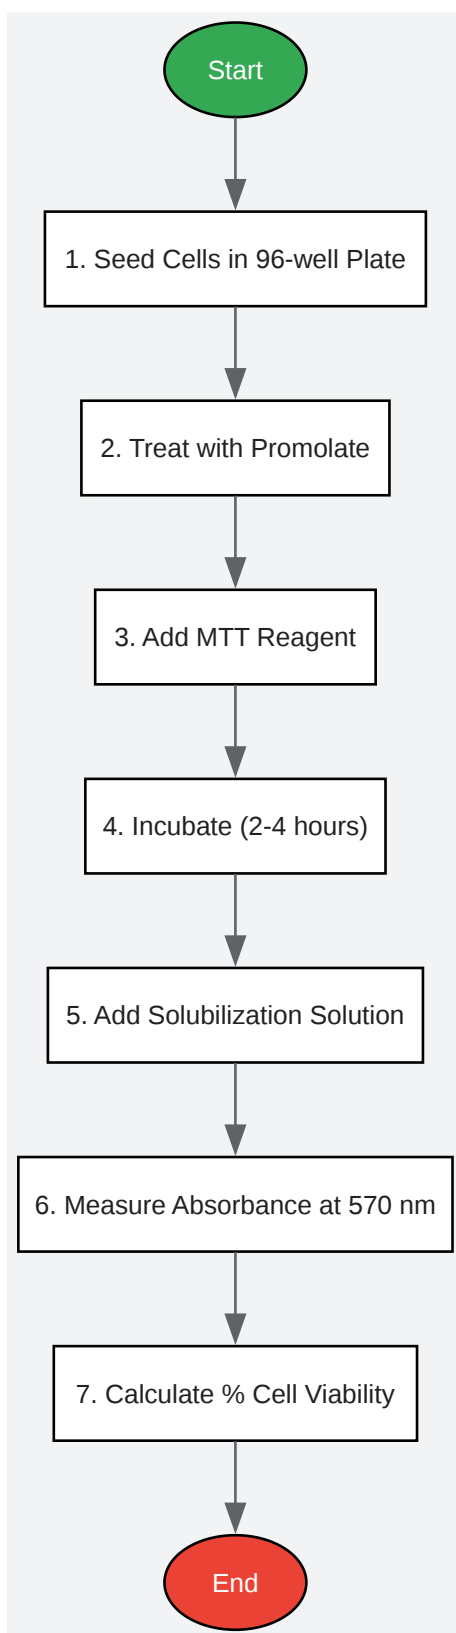 Start
1. Seed Cells in 96-well Plate
2. Treat with Promolate
3. Add MTT Reagent
4. Incubate (2-4 hours)
5. Add Solubilization Solution
6. Measure Absorbance at 570 nm
7. Calculate % Cell Viability
End